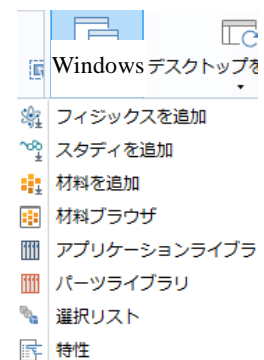 Windows デスクトップを
フィジックスを追加
スタディを追加
材料を追加
材料ブラウザ
アプリケーションライブラ
パーツライブラリ
選択リスト
特性